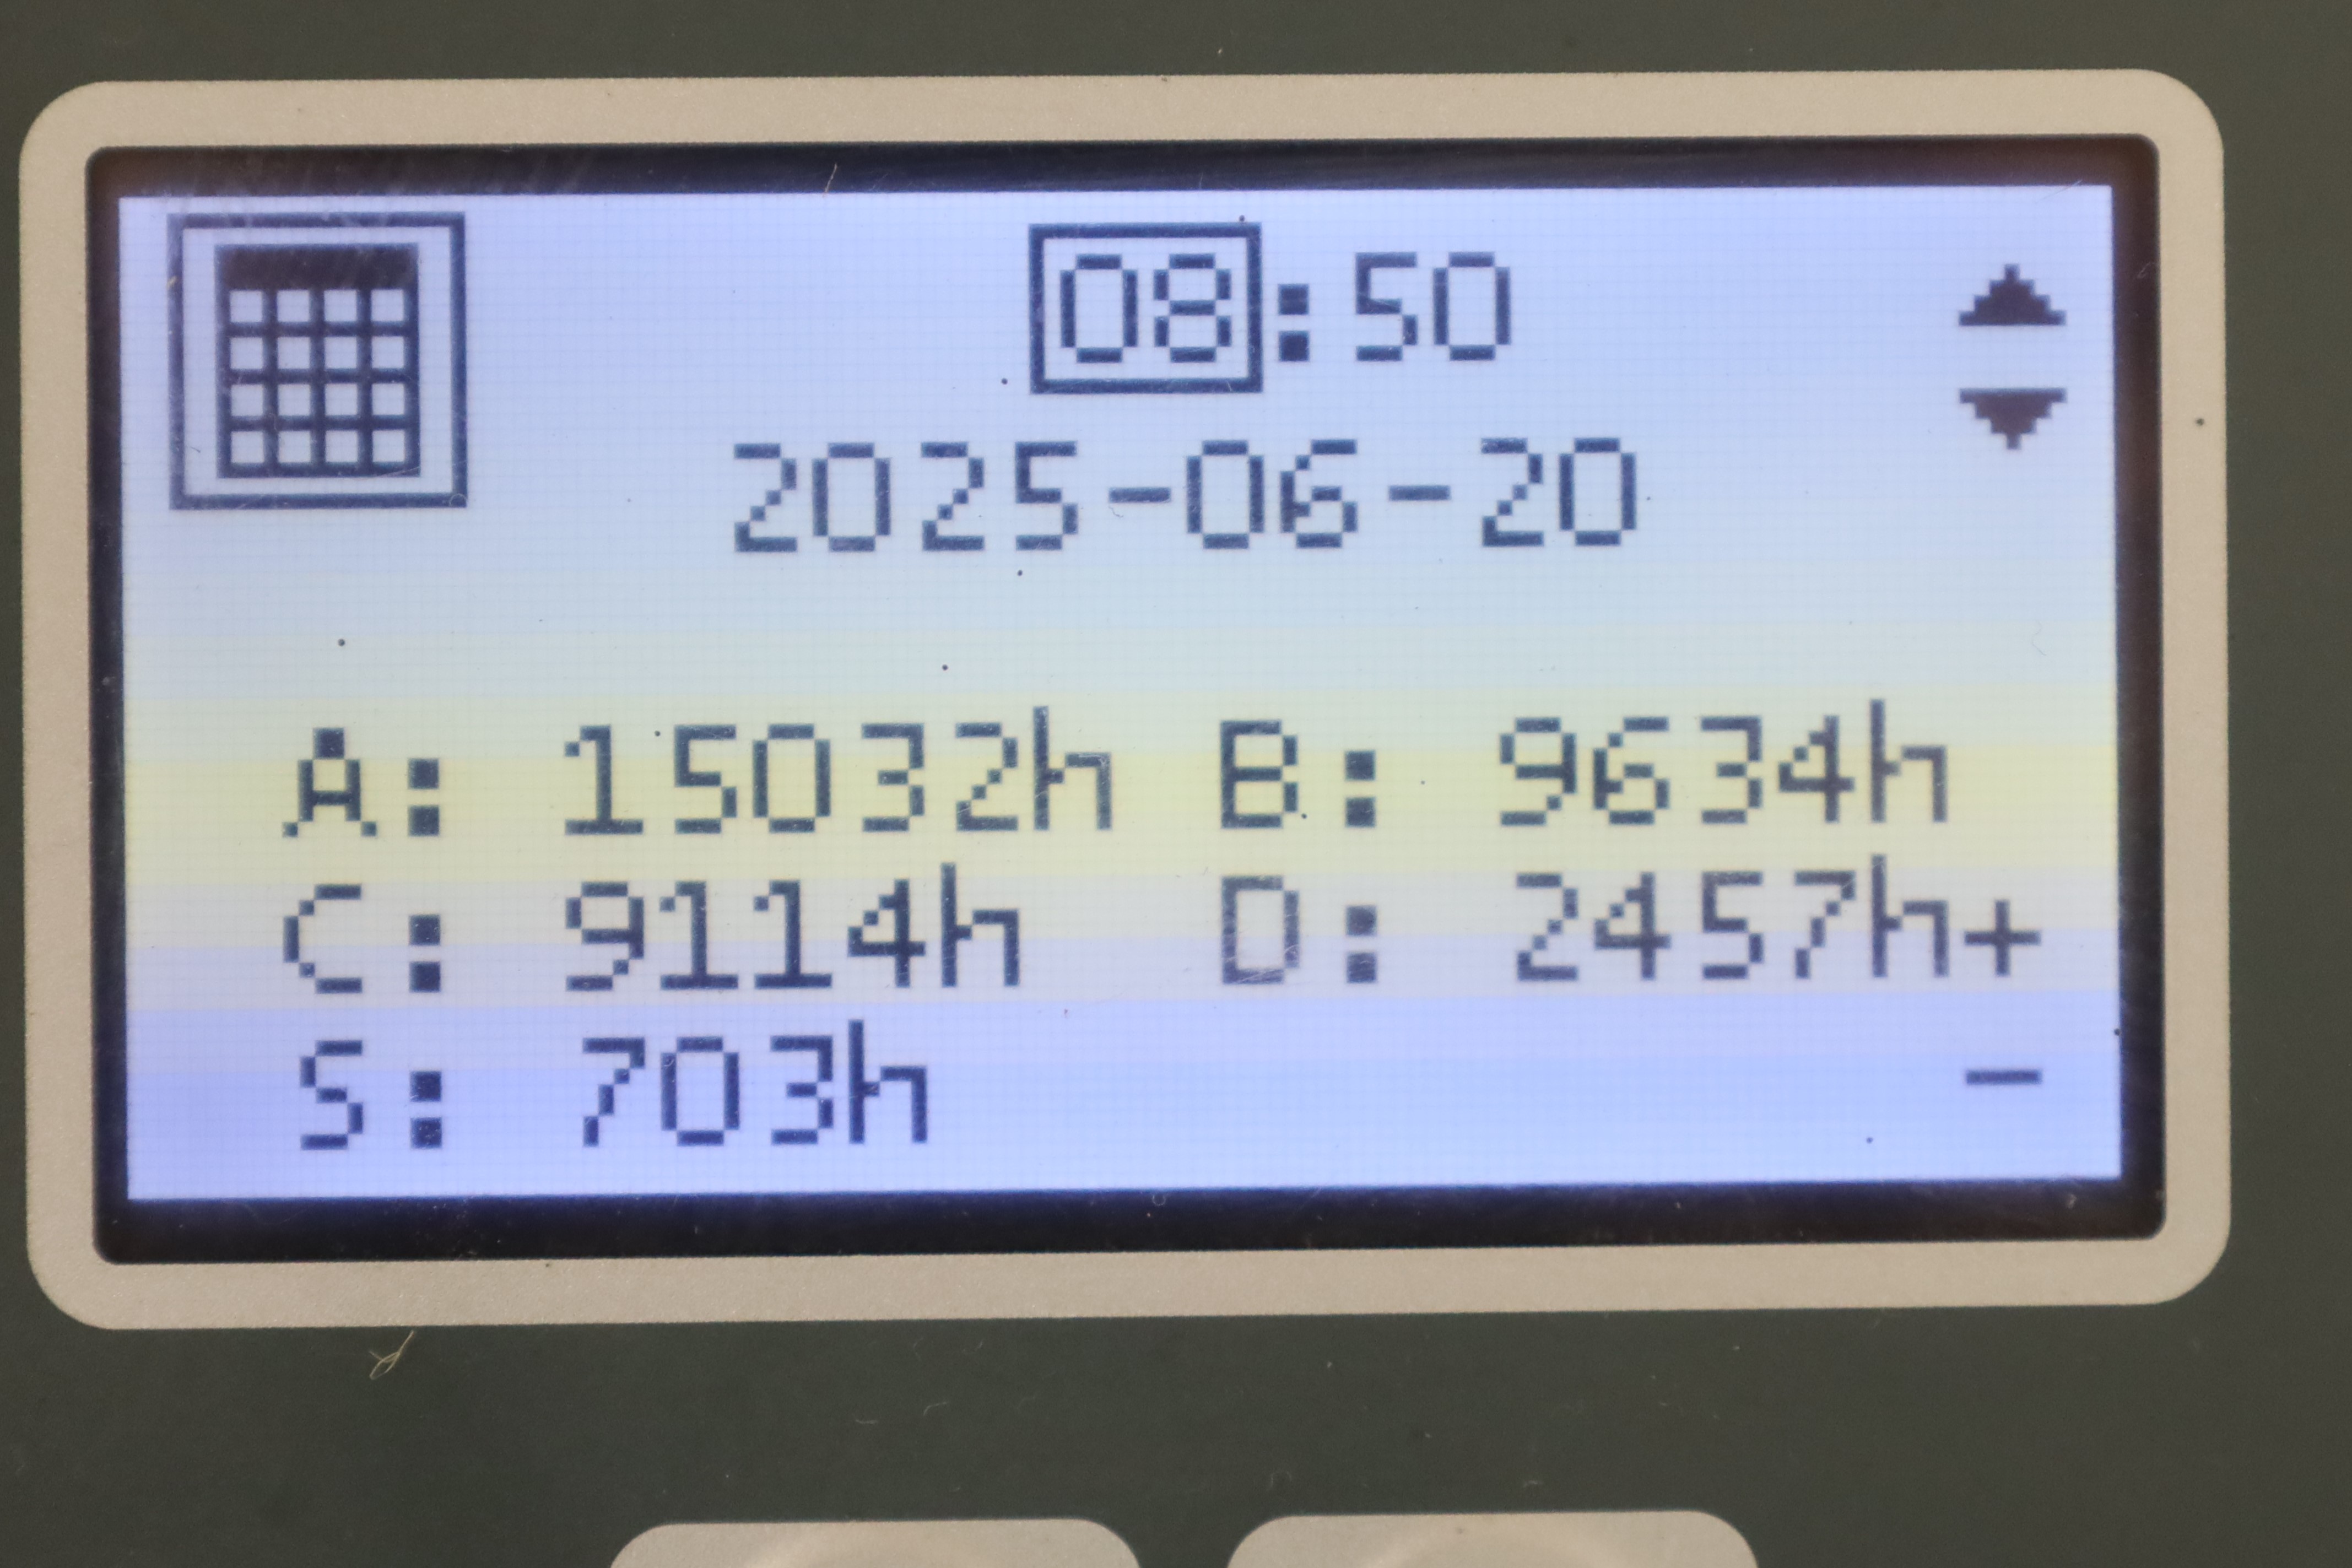 08:50
2025-06-20
A: 15032h B: 9634h
C: 9114h D: 2457h+
S: 703h -